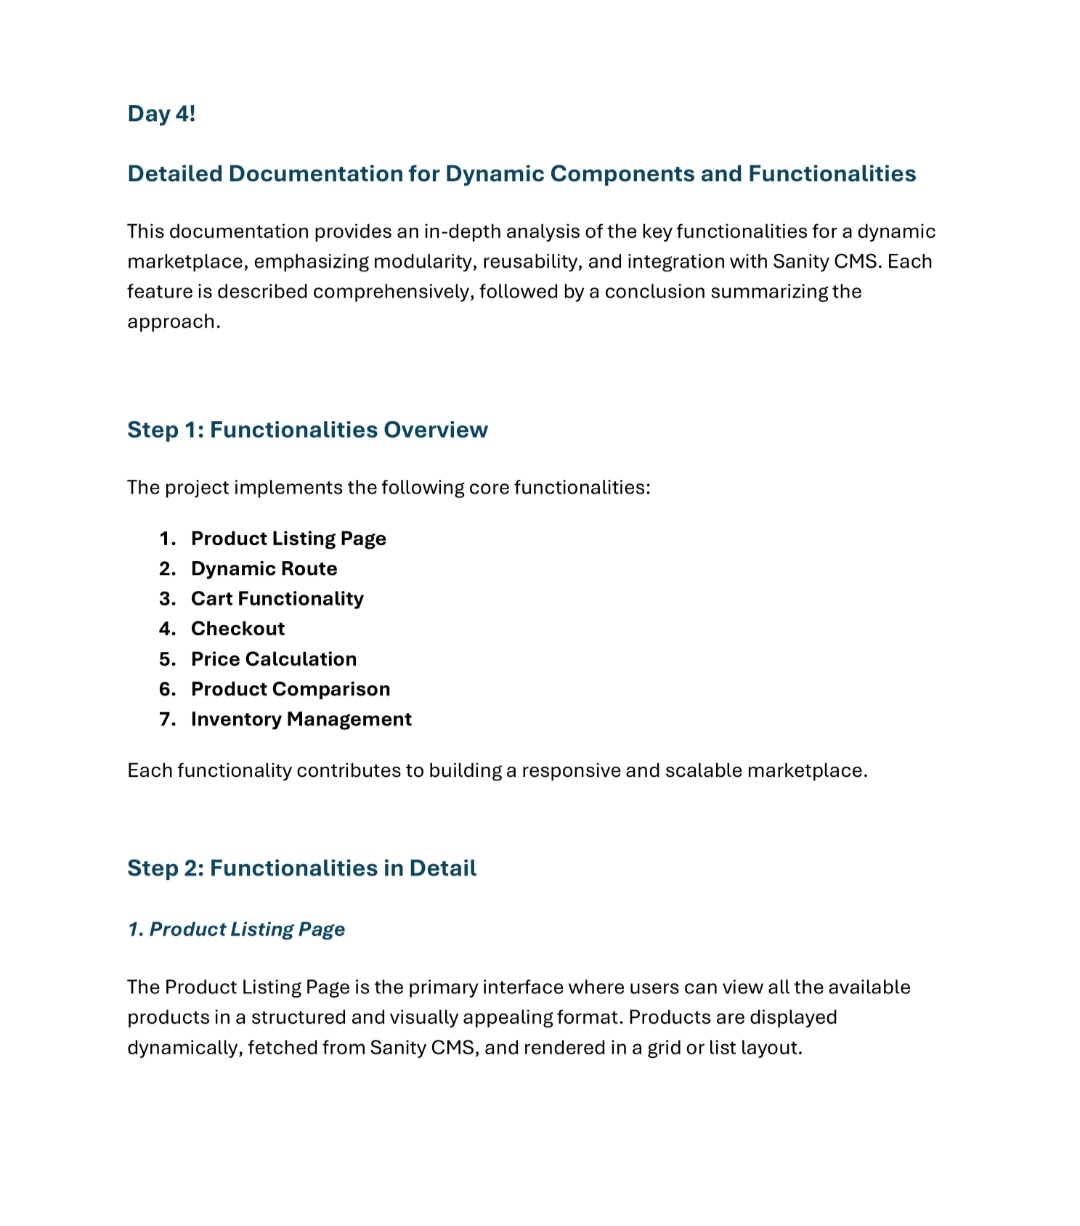 Day 4!
Detailed Documentation for Dynamic Components and Functionalities
This documentation provides an in-depth analysis of the key functionalities for a dynamic
marketplace, emphasizing modularity, reusability, and integration with Sanity CMS. Each
feature is described comprehensively, followed by a conclusion summarizing the
approach.
Step 1: Functionalities Overview
The project implements the following core functionalities:
1. Product Listing Page
2. Dynamic Route
3. Cart Functionality
4. Checkout
5. Price Calculation
6. Product Comparison
7. Inventory Management
Each functionality contributes to building a responsive and scalable marketplace.
Step 2: Functionalities in Detail
1. Product Listing Page
The Product Listing Page is the primary interface where users can view all the available
products in a structured and visually appealing format. Products are displayed
dynamically, fetched from Sanity CMS, and rendered in a grid or list layout.